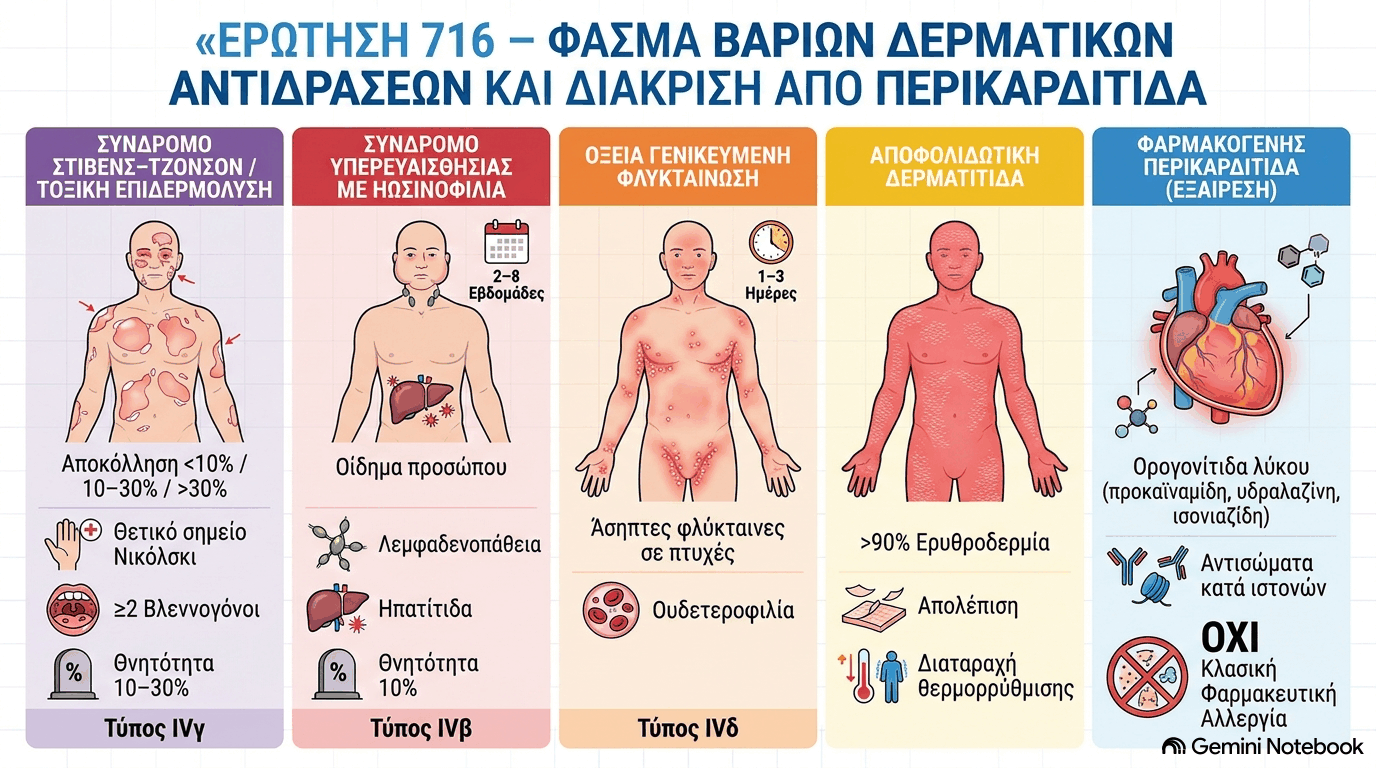 «ΕΡΩΤΗΣΗ 716 – ΦΑΣΜΑ ΒΑΡΙΩΝ ΔΕΡΜΑΤΙΚΩΝ
ΑΝΤΙΔΡΑΣΕΩΝ ΚΑΙ ΔΙΑΚΡΙΣΗ ΑΠΟ ΠΕΡΙΚΑΡΔΙΤΙΔΑ
ΣΥΝΔΡΟΜΟ
ΣΤΙΒΕΝΣ–ΤΖΟΝΣΟΝ /
ΤΟΞΙΚΗ ΕΠΙΔΕΡΜΟΛΥΣΗ
Αποκόλληση <10% /
10–30% / >30%
Θετικό σημείο
Νικόλσκι
≥2 Βλεννογόνοι
%
Θνητότητα
10–30%
Τύπος IVγ
ΣΥΝΔΡΟΜΟ
ΥΠΕΡΕΥΑΙΣΘΗΣΙΑΣ
ΜΕ ΗΩΣΙΝΟΦΙΛΙΑ
2–8
Εβδομάδες
Οίδημα προσώπου
Λεμφαδενοπάθεια
Ηπατίτιδα
%
Θνητότητα
10%
Τύπος IVβ
ΟΞΕΙΑ ΓΕΝΙΚΕΥΜΕΝΗ
ΦΛΥΚΤΑΙΝΩΣΗ
1–3
Ημέρες
Άσηπτες φλύκταινες
σε πτυχές
Ουδετεροφιλία
Τύπος IVδ
ΑΠΟΦΟΛΙΔΩΤΙΚΗ
ΔΕΡΜΑΤΙΤΙΔΑ
>90% Ερυθροδερμία
Απολέπιση
Διαταραχή
θερμορρύθμισης
ΦΑΡΜΑΚΟΓΕΝΗΣ
ΠΕΡΙΚΑΡΔΙΤΙΔΑ
(ΕΞΑΙΡΕΣΗ)
Ορογονίτιδα λύκου
(προκαϊναμίδη, υδραλαζίνη,
ισονιαζίδη)
Αντισώματα
κατά ιστονών
ΟΧΙ
Κλασική
Φαρμακευτική
Αλλεργία
Gemini Notebook